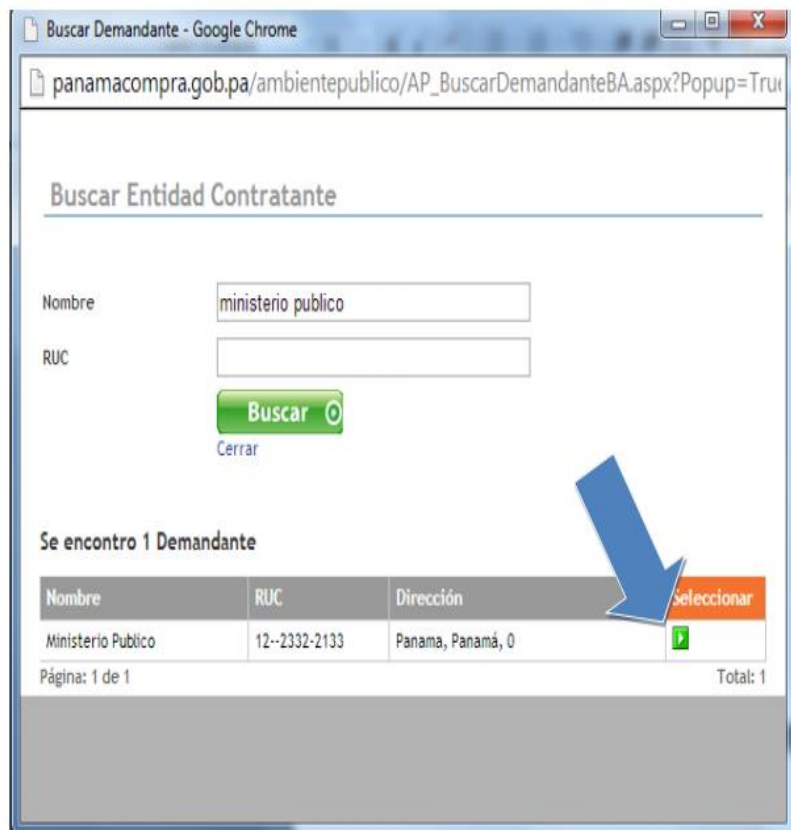 Buscar Demandante - Google Chrome
panamacompra.gob.pa/ambientepublico/AP_BuscarDemandanteBA.aspx?Popup=True
Buscar Entidad Contratante
Nombre ministerio publico
RUC
Buscar
Cerrar
Se encontro 1 Demandante
Nombre RUC Dirección Seleccionar
Ministerio Publico 12--2332-2133 Panama, Panamá, 0
Página: 1 de 1 Total: 1